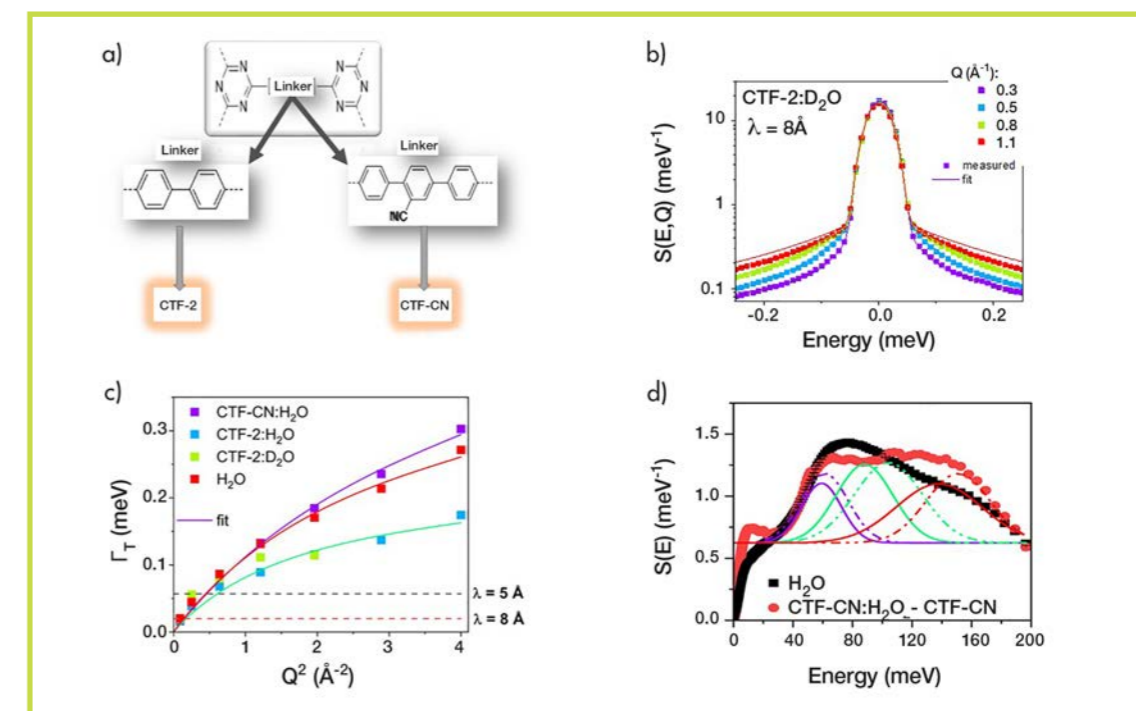 a)
N N N N N N
[Linker]
Linker
Linker
NC
CTF-2
CTF-CN
b)
CTF-2:D₂O
λ = 8Å
Q (Å⁻¹):
0.3
0.5
0.8
1.1
measured
fit
10
1
0.1
S(E,Q) (meV⁻¹)
-0.2 0.0 0.2
Energy (meV)
c)
CTF-CN:H₂O
CTF-2:H₂O
CTF-2:D₂O
H₂O
fit
0.3
0.2
0.1
0.0
Γ_T (meV)
λ = 5 Å
λ = 8 Å
0 1 2 3 4
Q² (Å⁻²)
d)
1.5
1.0
0.5
0.0
S(E) (meV⁻¹)
H₂O
CTF-CN:H₂O - CTF-CN
0 40 80 120 160 200
Energy (meV)